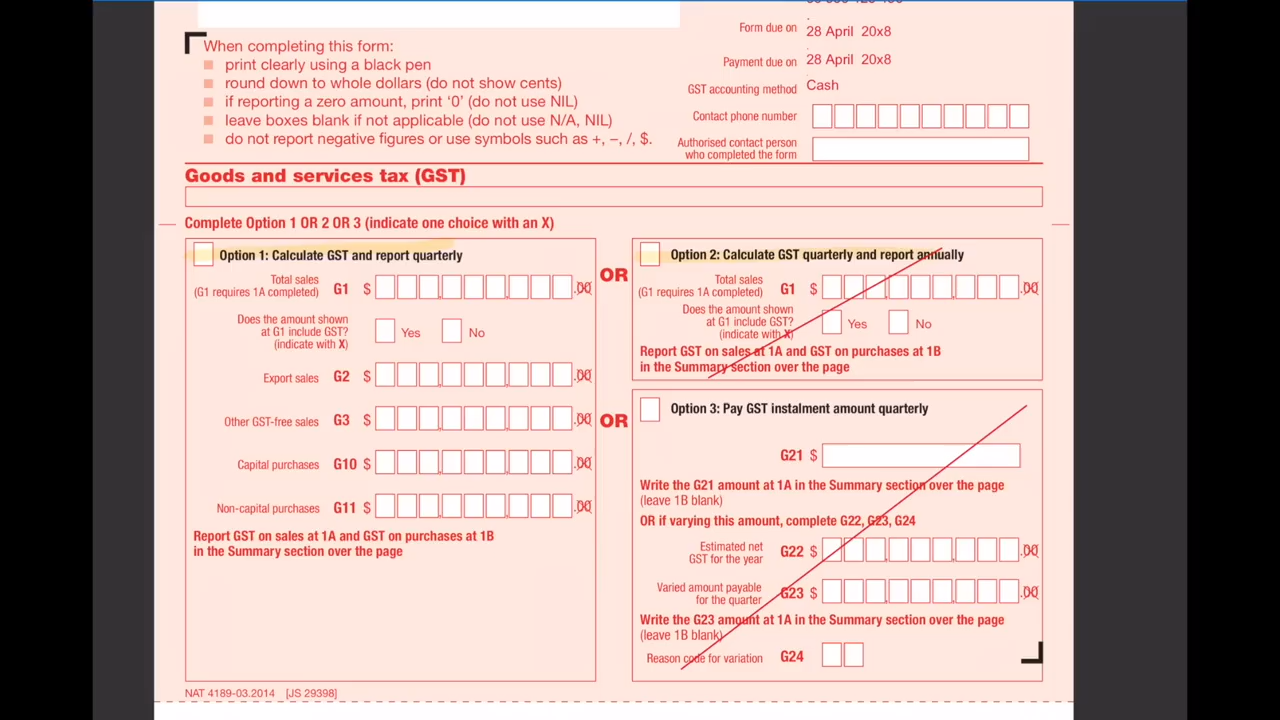 Form due on 28 April 20x8
When completing this form:
print clearly using a black pen
round down to whole dollars (do not show cents)
if reporting a zero amount, print ‘0’ (do not use NIL)
leave boxes blank if not applicable (do not use N/A, NIL)
do not report negative figures or use symbols such as +, −, /, $.
Payment due on 28 April 20x8
GST accounting method Cash
Contact phone number
Authorised contact person
who completed the form
Goods and services tax (GST)
Complete Option 1 OR 2 OR 3 (indicate one choice with an X)
Option 1: Calculate GST and report quarterly
Total sales
(G1 requires 1A completed) G1 $ .00
Does the amount shown
at G1 include GST?
(indicate with X) Yes No
Export sales G2 $ .00
Other GST-free sales G3 $ .00
Capital purchases G10 $ .00
Non-capital purchases G11 $ .00
Report GST on sales at 1A and GST on purchases at 1B
in the Summary section over the page
OR
Option 2: Calculate GST quarterly and report annually
Total sales
(G1 requires 1A completed) G1 $ .00
Does the amount shown
at G1 include GST?
(indicate with X) Yes No
Report GST on sales at 1A and GST on purchases at 1B
in the Summary section over the page
OR
Option 3: Pay GST instalment amount quarterly
G21 $
Write the G21 amount at 1A in the Summary section over the page
(leave 1B blank)
OR if varying this amount, complete G22, G23, G24
Estimated net
GST for the year G22 $ .00
Varied amount payable
for the quarter G23 $ .00
Write the G23 amount at 1A in the Summary section over the page
(leave 1B blank)
Reason code for variation G24
NAT 4189-03.2014 [JS 29398]